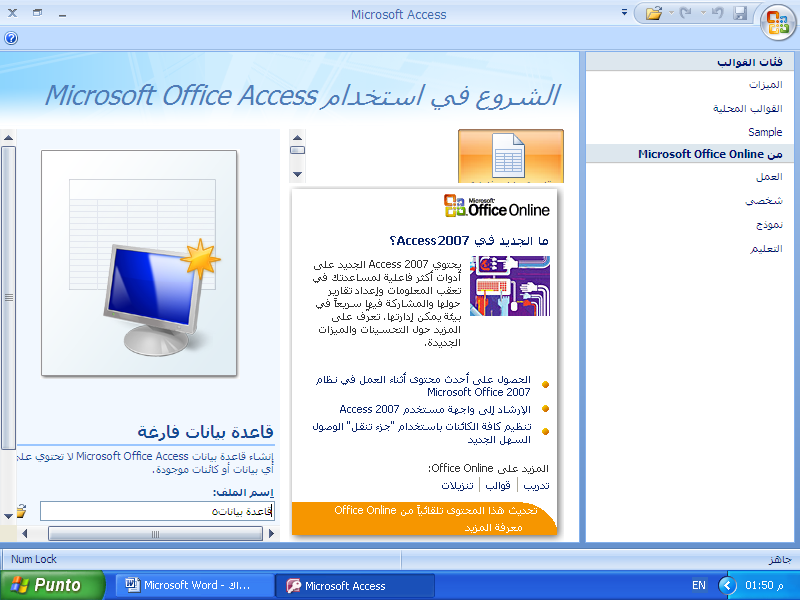 Microsoft Access
الشروع في استخدام Microsoft Office Access
فئات القوالب
الميزات
القوالب المحلية
Sample
من Microsoft Office Online
العمل
شخصي
نموذج
التعليم
Microsoft
Office Online
ما الجديد في Access2007؟
يحتوي Access 2007 الجديد على
أدوات أكثر فاعلية لمساعدتك في
تعقب المعلومات وإعداد تقارير
حولها والمشاركة فيها سريعاً في
بيئة يمكن إدارتها. تعرّف على
المزيد حول التحسينات والميزات
الجديدة.
الحصول على أحدث محتوى أثناء العمل في نظام
Microsoft Office 2007
الإرشاد إلى واجهة مستخدم Access 2007
تنظيم كافة الكائنات باستخدام "جزء تنقل" الوصول
السهل الجديد
المزيد على Office Online:
تدريب | قوالب | تنزيلات
تحديث هذا المحتوى تلقائياً من Office Online
معرفة المزيد
قاعدة بيانات فارغة
إنشاء قاعدة بيانات Microsoft Office Access لا تحتوي على
أي بيانات أو كائنات موجودة.
اسم الملف:
قاعدة بيانات٥
Num Lock
جاهز
Punto
Microsoft Word - اك...
Microsoft Access
EN
01:50 م